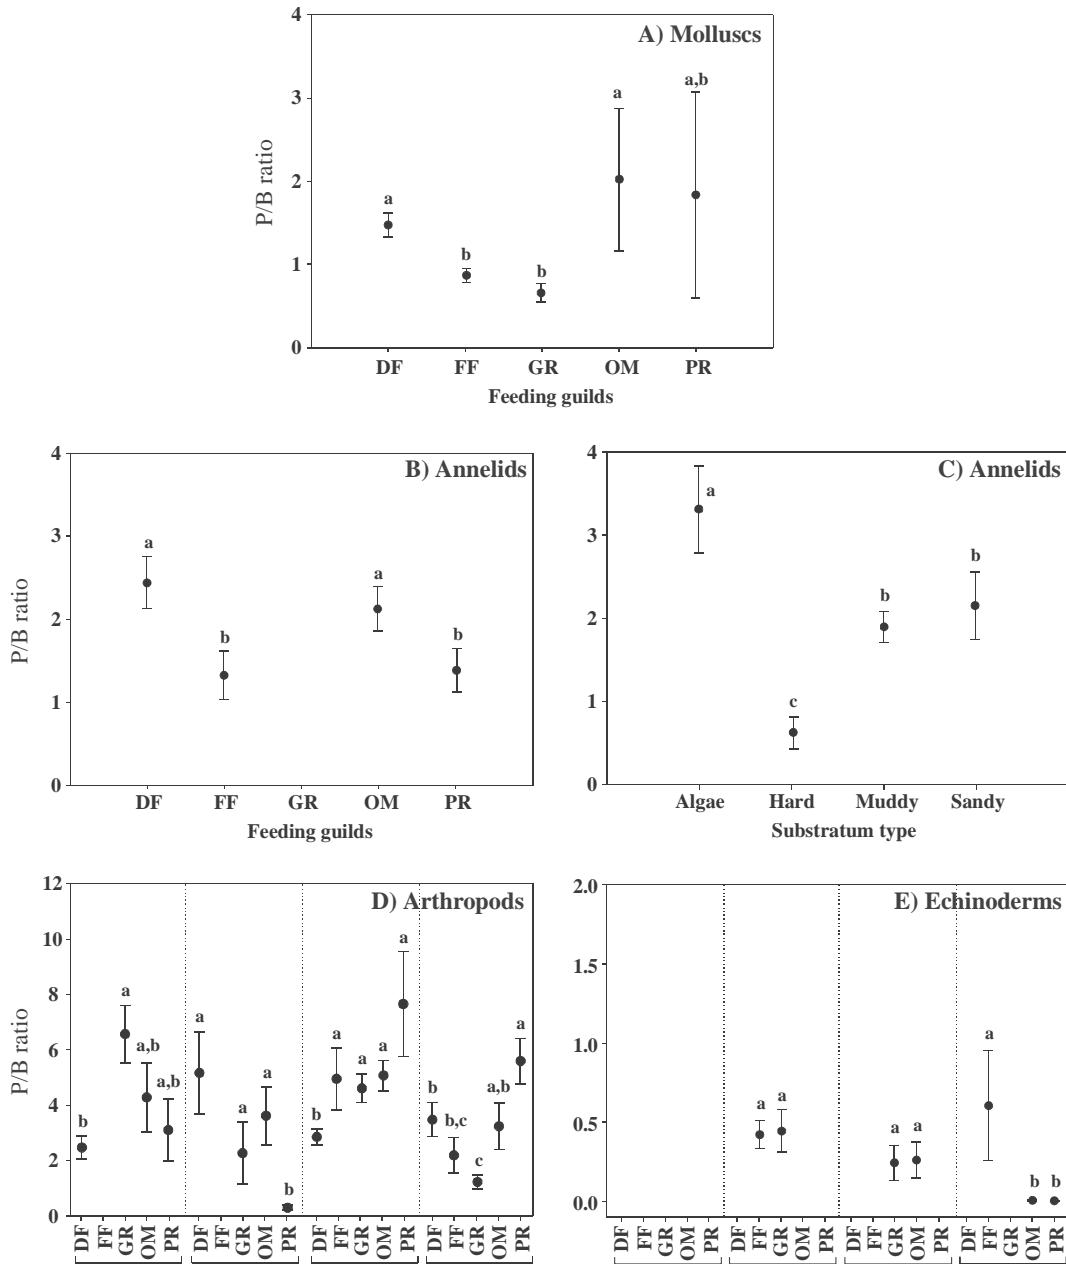 A) Molluscs
4
3
2
1
0
P/B ratio
a
b
b
a
a,b
DF FF GR OM PR
Feeding guilds
B) Annelids
4
3
2
1
0
P/B ratio
a
b
a
b
DF FF GR OM PR
Feeding guilds
C) Annelids
4
3
2
1
0
a
c
b
b
Algae Hard Muddy Sandy
Substratum type
D) Arthropods
12
10
8
6
4
2
0
P/B ratio
b
a
a,b
a,b
a
a
a
b
b
a
a
a
a
b
b,c
c
a,b
a
DF FF GR OM PR DF GR OM PR DF FF GR OM PR DF FF GR OM PR
E) Echinoderms
2.0
1.5
1.0
0.5
0.0
a
a
a
a
a
b
b
DF FF GR OM PR DF FF GR OM PR DF FF GR OM PR DF FF GR OM PR